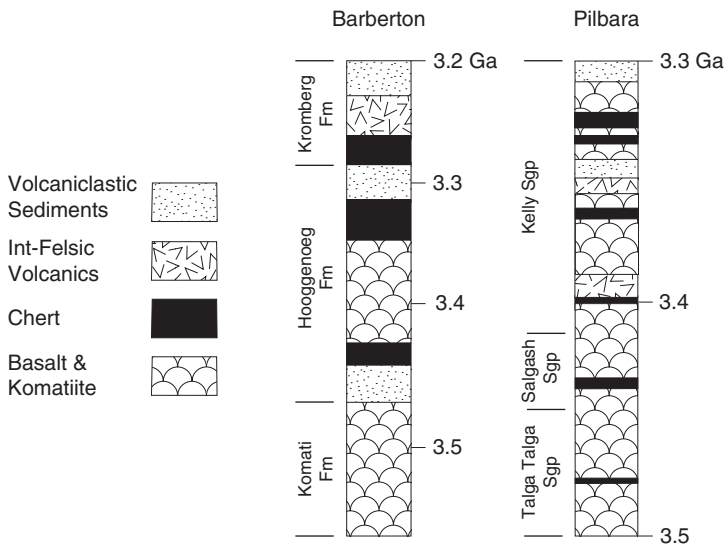 Barberton
Pilbara
Volcaniclastic
Sediments
Int-Felsic
Volcanics
Chert
Basalt &
Komatiite
Kromberg
Fm
Hooggenoeg
Fm
Komati
Fm
3.2 Ga
3.3
3.4
3.5
Kelly Sgp
Salgash
Sgp
Talga Talga
Sgp
3.3 Ga
3.4
3.5